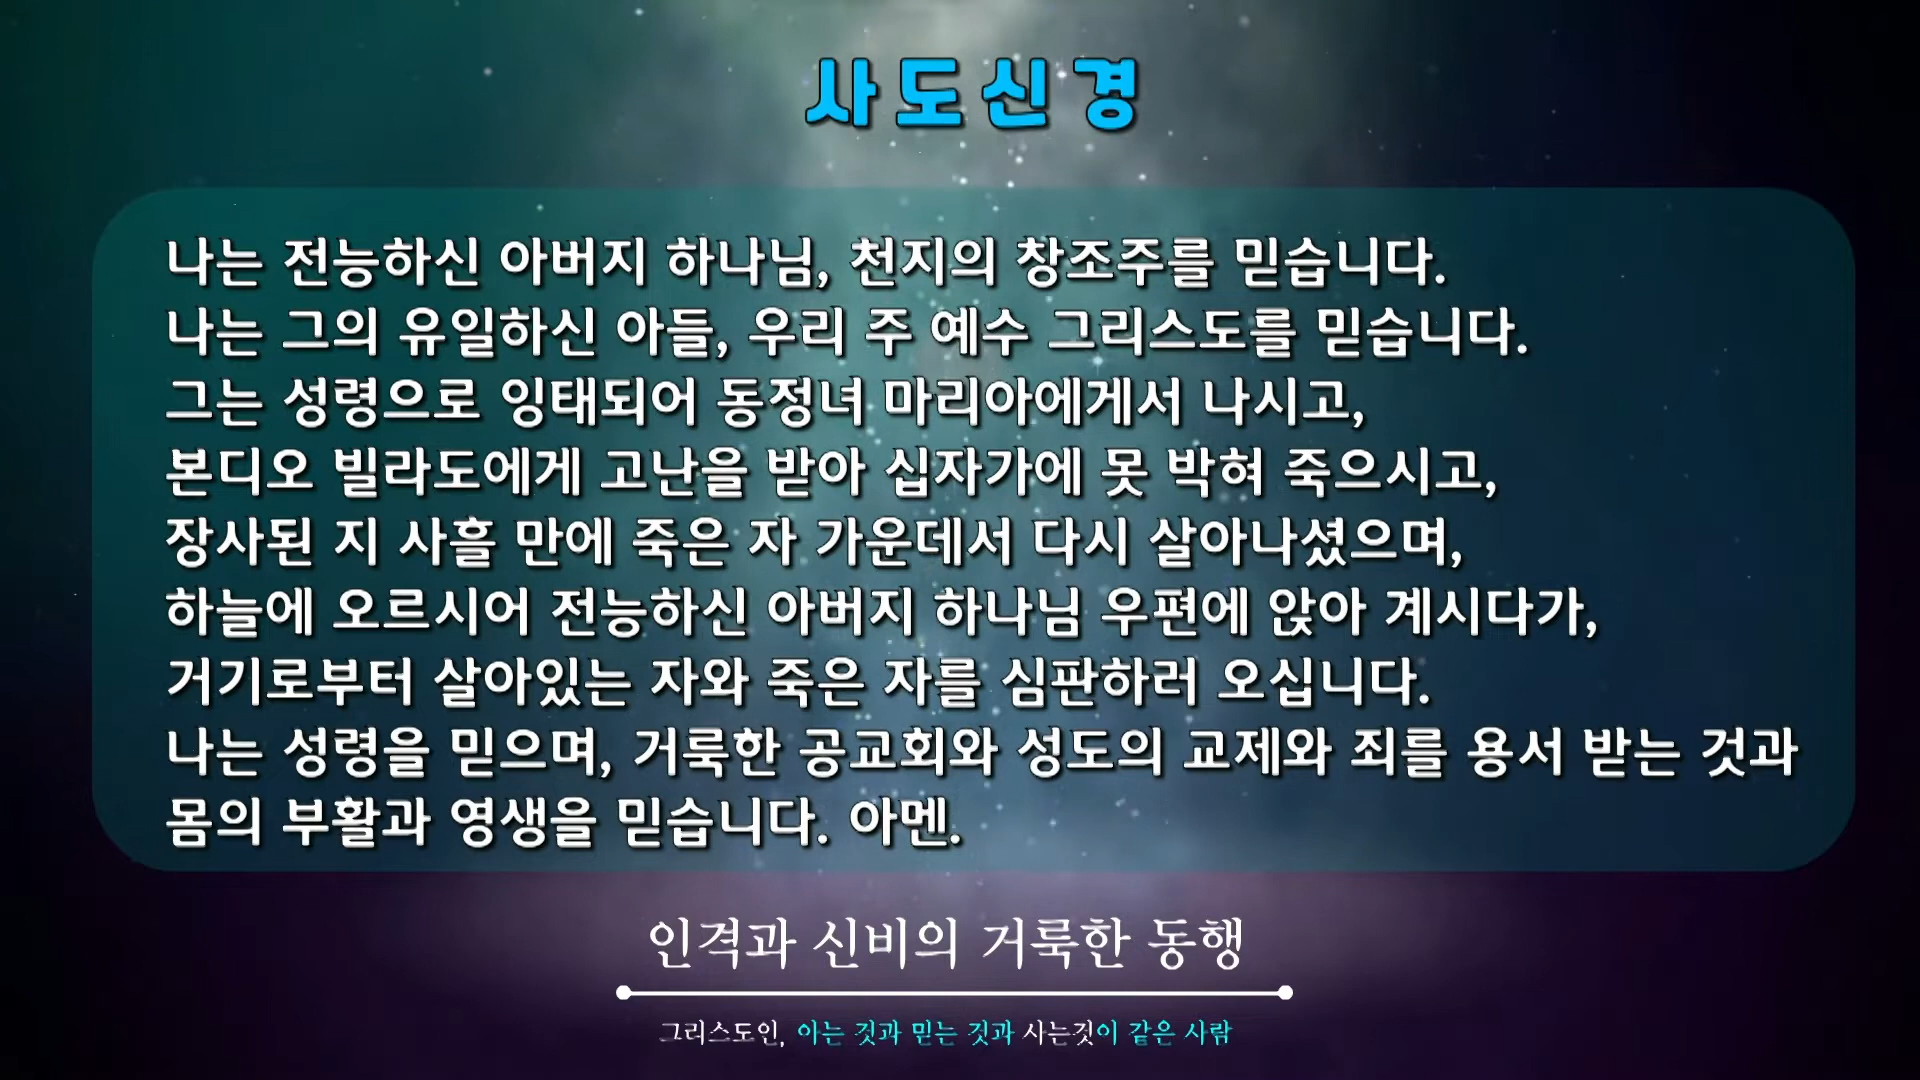 사도신경
나는 전능하신 아버지 하나님, 천지의 창조주를 믿습니다.
나는 그의 유일하신 아들, 우리 주 예수 그리스도를 믿습니다.
그는 성령으로 잉태되어 동정녀 마리아에게서 나시고,
본디오 빌라도에게 고난을 받아 십자가에 못 박혀 죽으시고,
장사된 지 사흘 만에 죽은 자 가운데서 다시 살아나셨으며,
하늘에 오르시어 전능하신 아버지 하나님 우편에 앉아 계시다가,
거기로부터 살아있는 자와 죽은 자를 심판하러 오십니다.
나는 성령을 믿으며, 거룩한 공교회와 성도의 교제와 죄를 용서 받는 것과
몸의 부활과 영생을 믿습니다. 아멘.
인격과 신비의 거룩한 동행
그리스도인, 아는 것과 믿는 것과 사는것이 같은 사람